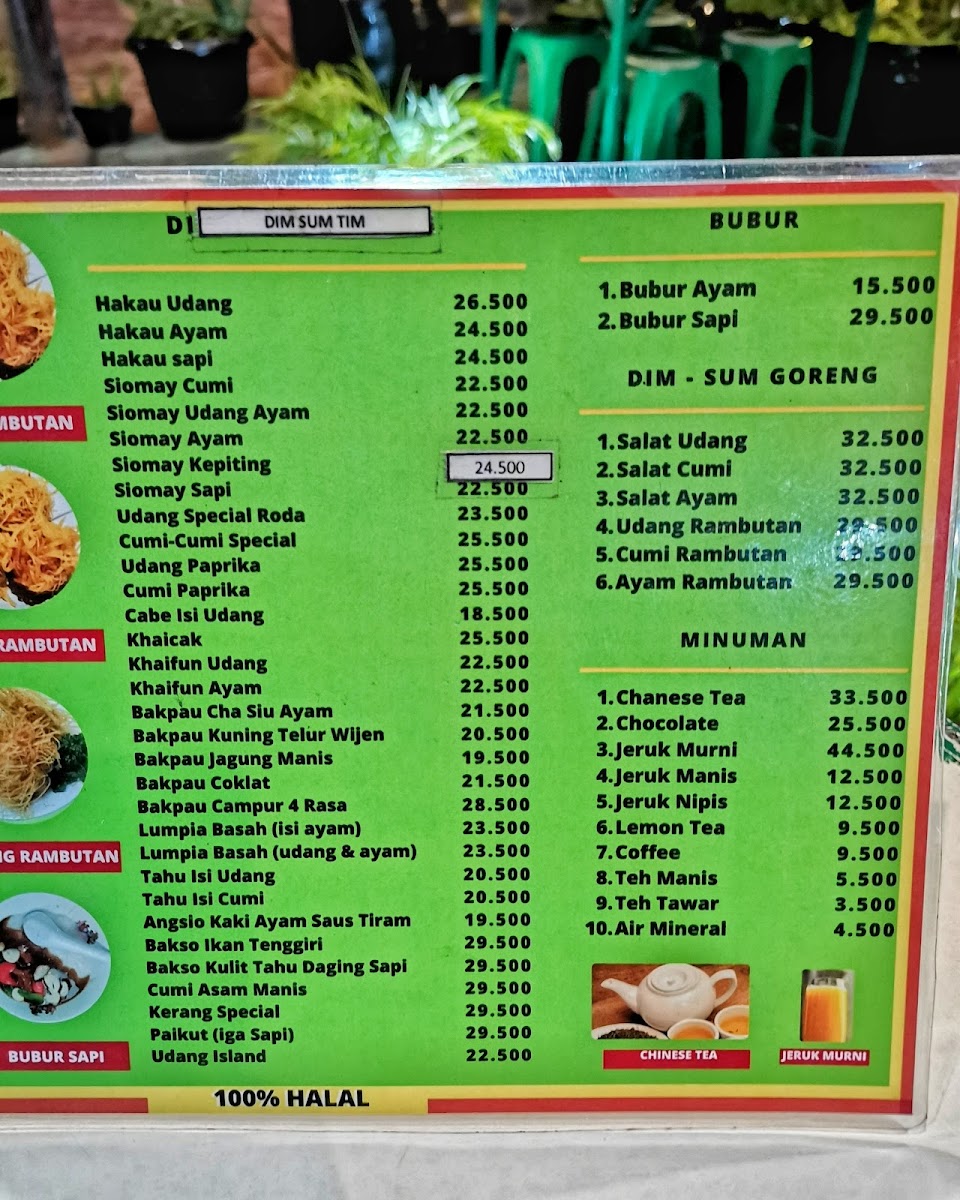 DI
DIM SUM TIM
Hakau Udang 26.500
Hakau Ayam 24.500
Hakau sapi 24.500
Siomay Cumi 22.500
Siomay Udang Ayam 22.500
Siomay Ayam 22.500
Siomay Kepiting 24.500
Siomay Sapi 22.500
Udang Special Roda 23.500
Cumi-Cumi Special 25.500
Udang Paprika 25.500
Cumi Paprika 25.500
Cabe Isi Udang 18.500
Khaicak 25.500
Khaifun Udang 22.500
Khaifun Ayam 22.500
Bakpau Cha Siu Ayam 21.500
Bakpau Kuning Telur Wijen 20.500
Bakpau Jagung Manis 19.500
Bakpau Coklat 21.500
Bakpau Campur 4 Rasa 28.500
Lumpia Basah (isi ayam) 23.500
Lumpia Basah (udang & ayam) 23.500
Tahu Isi Udang 20.500
Tahu Isi Cumi 20.500
Angsio Kaki Ayam Saus Tiram 19.500
Bakso Ikan Tenggiri 29.500
Bakso Kulit Tahu Daging Sapi 29.500
Cumi Asam Manis 29.500
Kerang Special 29.500
Paikut (iga Sapi) 29.500
Udang Island 22.500
BUBUR
1.Bubur Ayam 15.500
2.Bubur Sapi 29.500
DIM - SUM GORENG
1.Salat Udang 32.500
2.Salat Cumi 32.500
3.Salat Ayam 32.500
4.Udang Rambutan 29.500
5.Cumi Rambutan
6.Ayam Rambutan 29.500
MINUMAN
1.Chanese Tea 33.500
2.Chocolate 25.500
3.Jeruk Murni 44.500
4.Jeruk Manis 12.500
5.Jeruk Nipis 12.500
6.Lemon Tea 9.500
7.Coffee 9.500
8.Teh Manis 5.500
9.Teh Tawar 3.500
10.Air Mineral 4.500
CHINESE TEA
JERUK MURNI
MBUTAN
RAMBUTAN
NG RAMBUTAN
BUBUR SAPI
100% HALAL